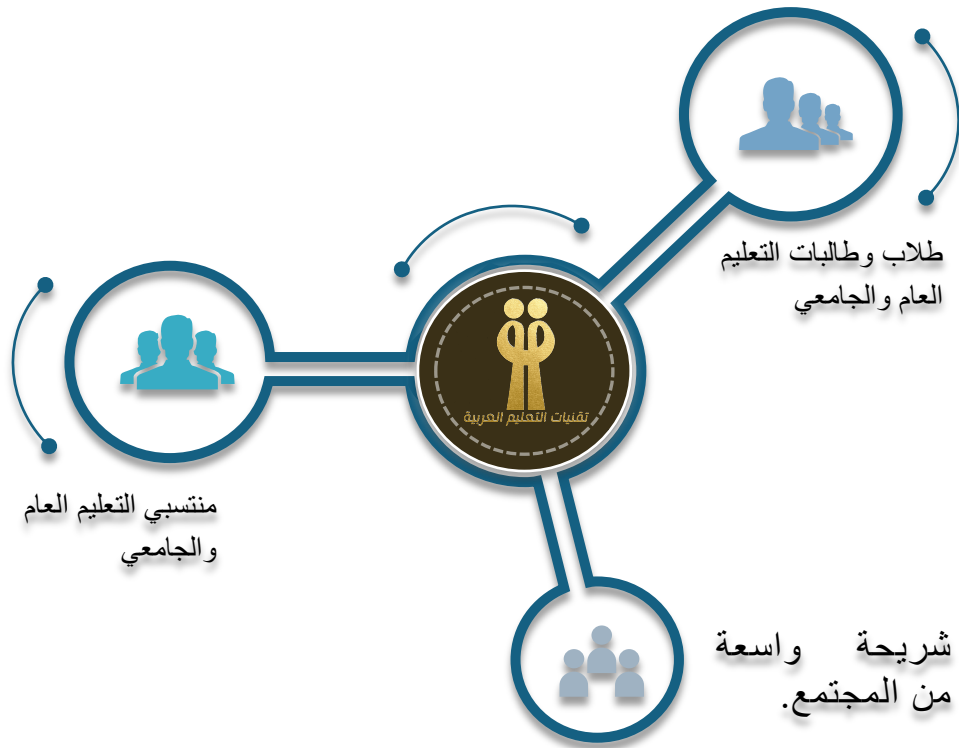 طلاب وطالبات التعليم
العام والجامعي
تقنيات التعليم العربية
منتسبي التعليم العام
والجامعي
شريحة واسعة
من المجتمع.